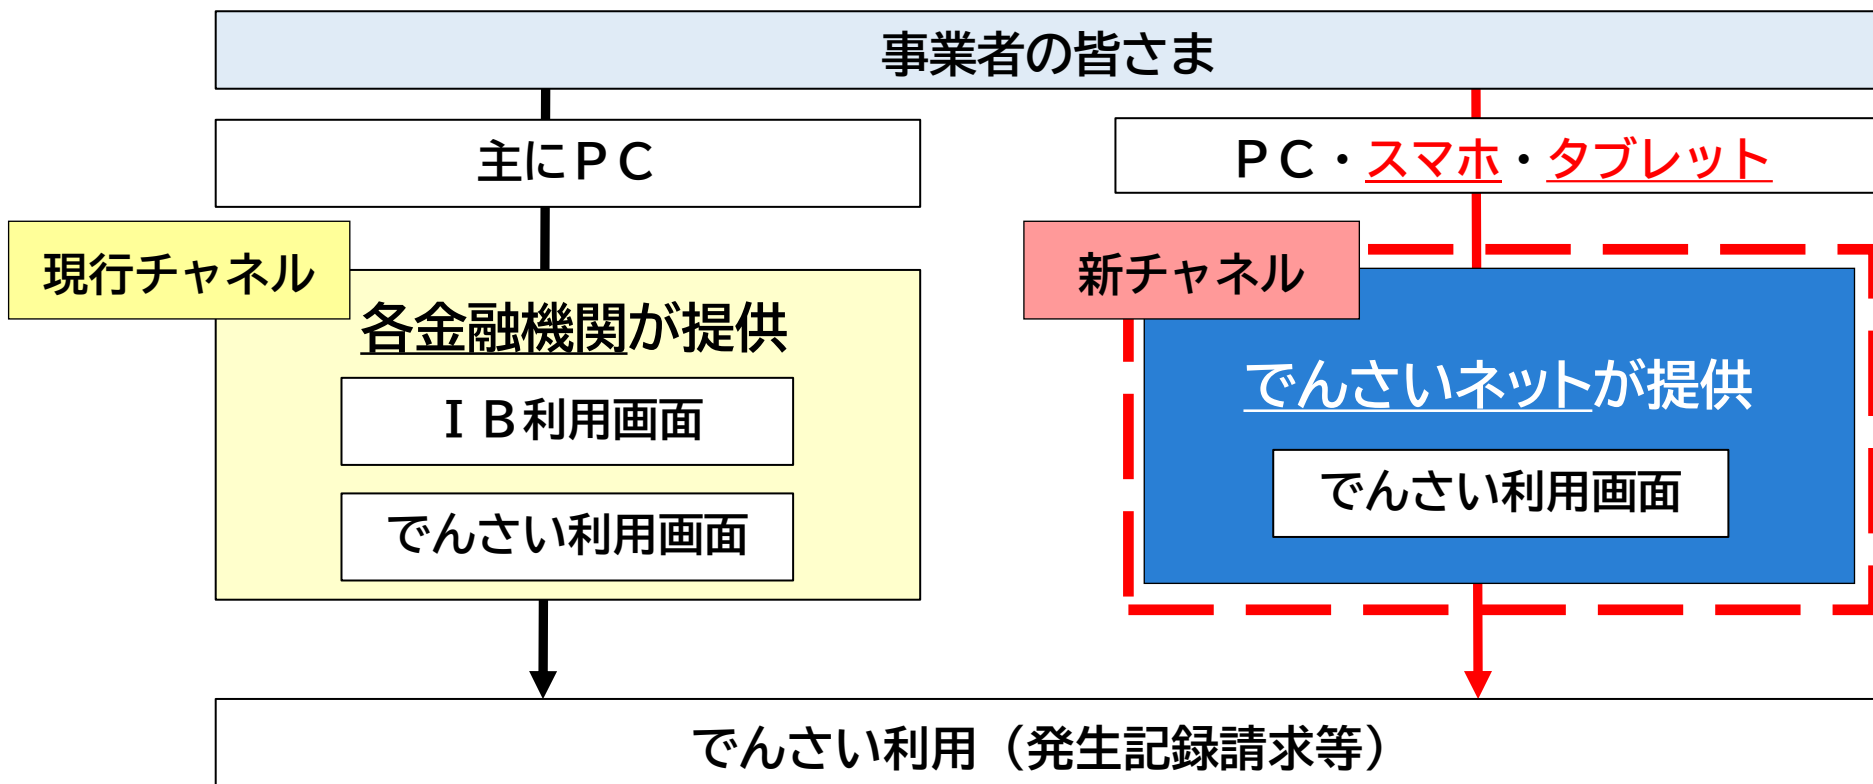 事業者の皆さま
主にＰＣ
ＰＣ・スマホ・タブレット
現行チャネル
各金融機関が提供
ＩＢ利用画面
でんさい利用画面
新チャネル
でんさいネットが提供
でんさい利用画面
でんさい利用（発生記録請求等）